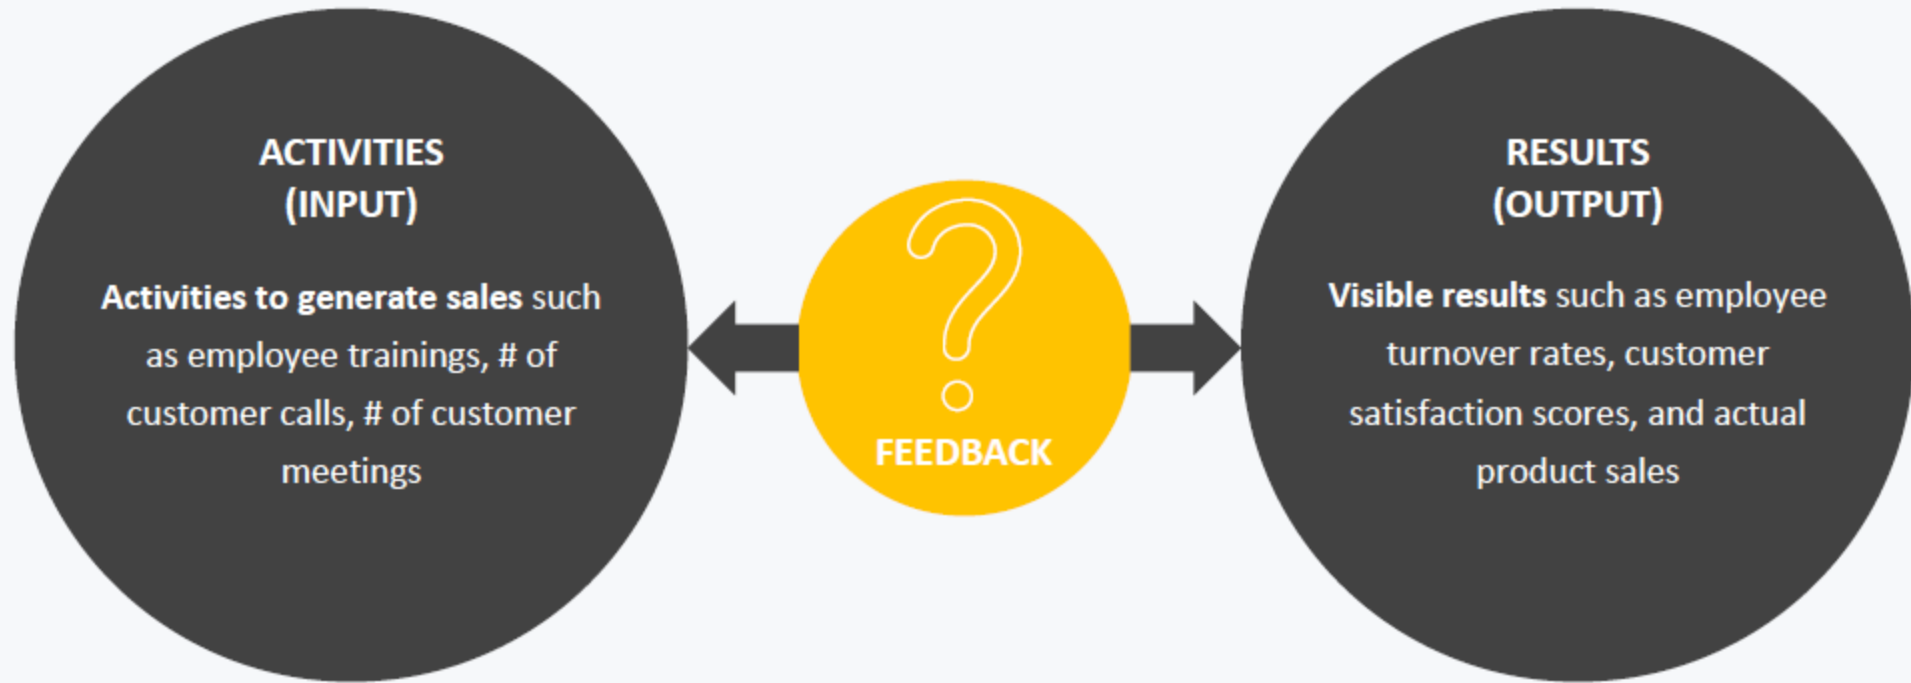 ACTIVITIES
(INPUT)
Activities to generate sales such
as employee trainings, # of
customer calls, # of customer
meetings
FEEDBACK
RESULTS
(OUTPUT)
Visible results such as employee
turnover rates, customer
satisfaction scores, and actual
product sales